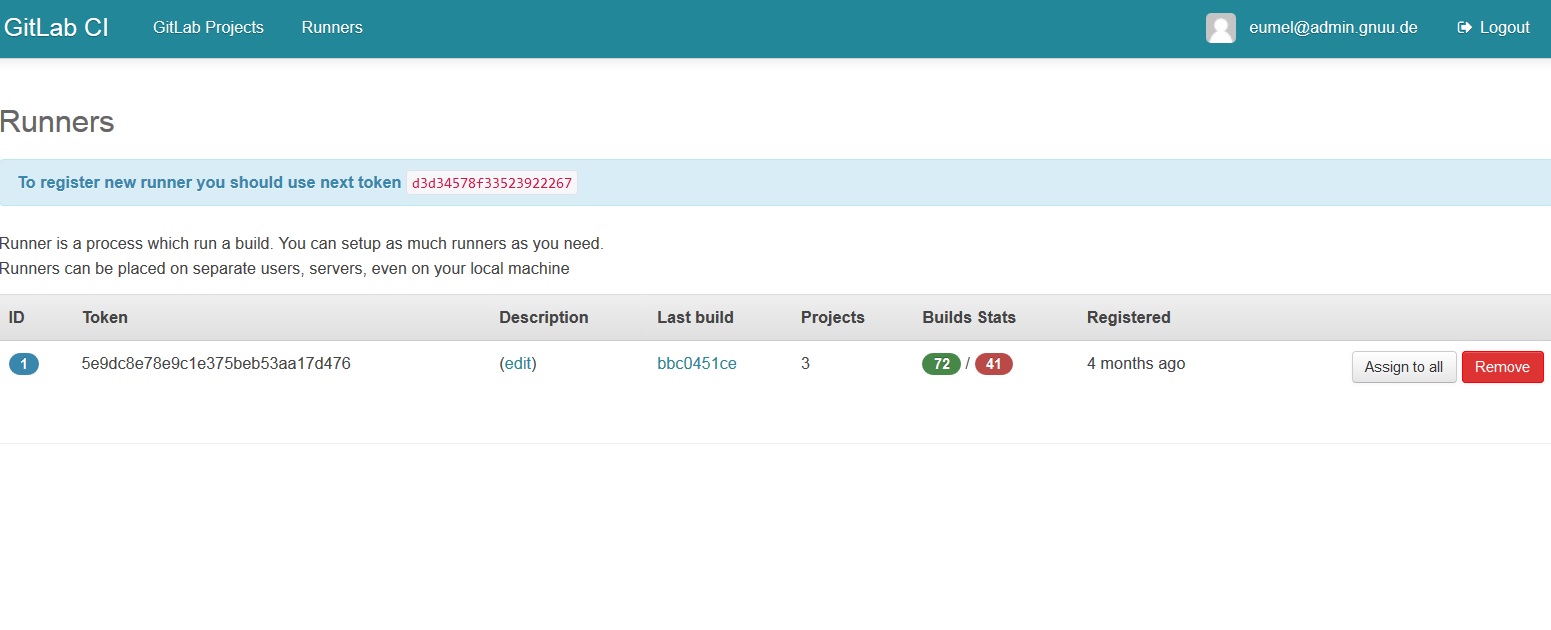 GitLab CI GitLab Projects Runners eumel@admin.gnuu.de Logout
Runners
To register new runner you should use next token d3d34578f33523922267
Runner is a process which run a build. You can setup as much runners as you need.
Runners can be placed on separate users, servers, even on your local machine
ID Token Description Last build Projects Builds Stats Registered
1 5e9dc8e78e9c1e375beb53aa17d476 (edit) bbc0451ce 3 72 / 41 4 months ago Assign to all Remove